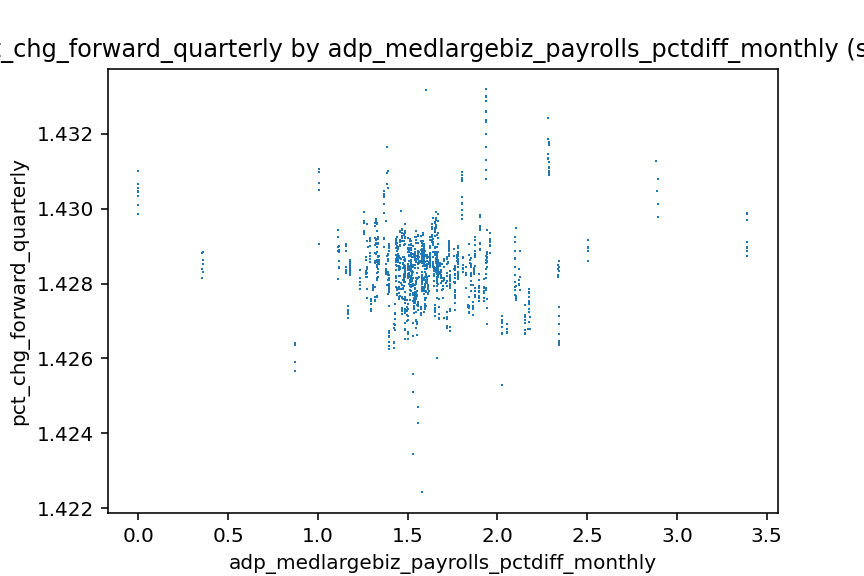 _chg_forward_quarterly by adp_medlargebiz_payrolls_pctdiff_monthly (s
1.432
1.430
1.428
1.426
1.424
1.422
pct_chg_forward_quarterly
0.0 0.5 1.0 1.5 2.0 2.5 3.0 3.5
adp_medlargebiz_payrolls_pctdiff_monthly